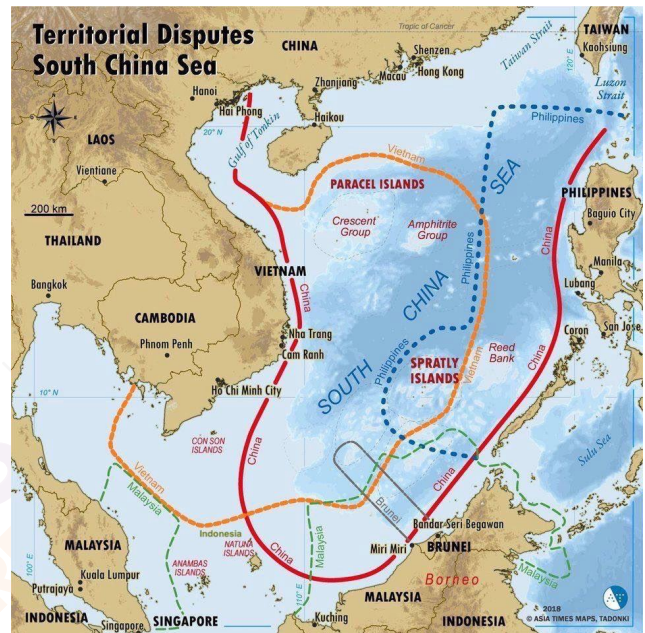 Territorial Disputes
South China Sea
Tropic of Cancer
TAIWAN
Kaohsiung
CHINA
Shenzen
Macau
Hong Kong
Taiwan Strait
120° E
Luzon
Strait
Hanoi
Zhanjiang
Hai Phong
Haikou
Gulf of Tonkin
20° N
Philippines
LAOS
Vientiane
Vietnam
PARACEL ISLANDS
Crescent
Group
Amphitrite
Group
SEA
PHILIPPINES
Baguio City
200 km
THAILAND
VIETNAM
China
Philippines
China
Manila
Lubang
Bangkok
CAMBODIA
Phnom Penh
Nha Trang
Cam Ranh
CHINA
Coron
San Jose
Reed
Bank
China
Philippines
SPRATLY
ISLANDS
Vietnam
SOUTH
Ho Chi Minh City
10° N
CON SON
ISLANDS
China
Sulu Sea
Vietnam
Malaysia
China
Brunei
Indonesia
NATUNA
ISLANDS
China
Malaysia
Bandar Seri Begawan
Miri Miri
BRUNEI
100° E
MALAYSIA
Kuala Lumpur
Putrajaya
ANAMBAS
ISLANDS
110° E
Borneo
Malaysia
INDONESIA
Singapore
SINGAPORE
Kuching
MALAYSIA
INDONESIA
2018
© ASIA TIMES MAPS, TADONKI